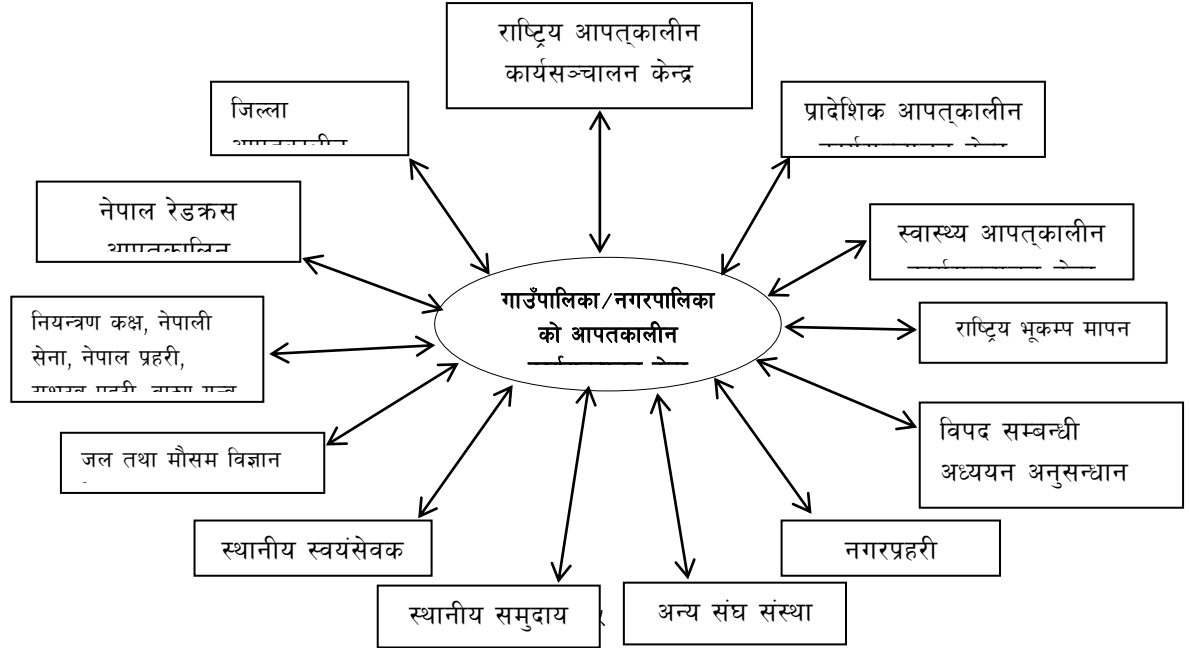 राष्ट्रिय आपत्कालीन
कार्यसञ्चालन केन्द्र
जिल्ला
प्रादेशिक आपत्कालीन
नेपाल रेडक्रस
स्वास्थ्य आपत्कालीन
गाउँपालिका/नगरपालिका
को आपतकालीन
नियन्त्रण कक्ष, नेपाली
सेना, नेपाल प्रहरी,
राष्ट्रिय भूकम्प मापन
जल तथा मौसम विज्ञान
विपद सम्बन्धी
अध्ययन अनुसन्धान
स्थानीय स्वयंसेवक
नगरप्रहरी
स्थानीय समुदाय
अन्य संघ संस्था